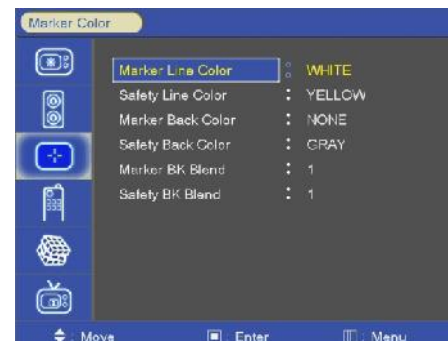 Marker Color
Marker Line Color : WHITE
Safety Line Color : YELLOW
Marker Back Color : NONE
Safety Back Color : GRAY
Marker BK Blend : 1
Safety BK Blend : 1
: Move : Enter : Menu